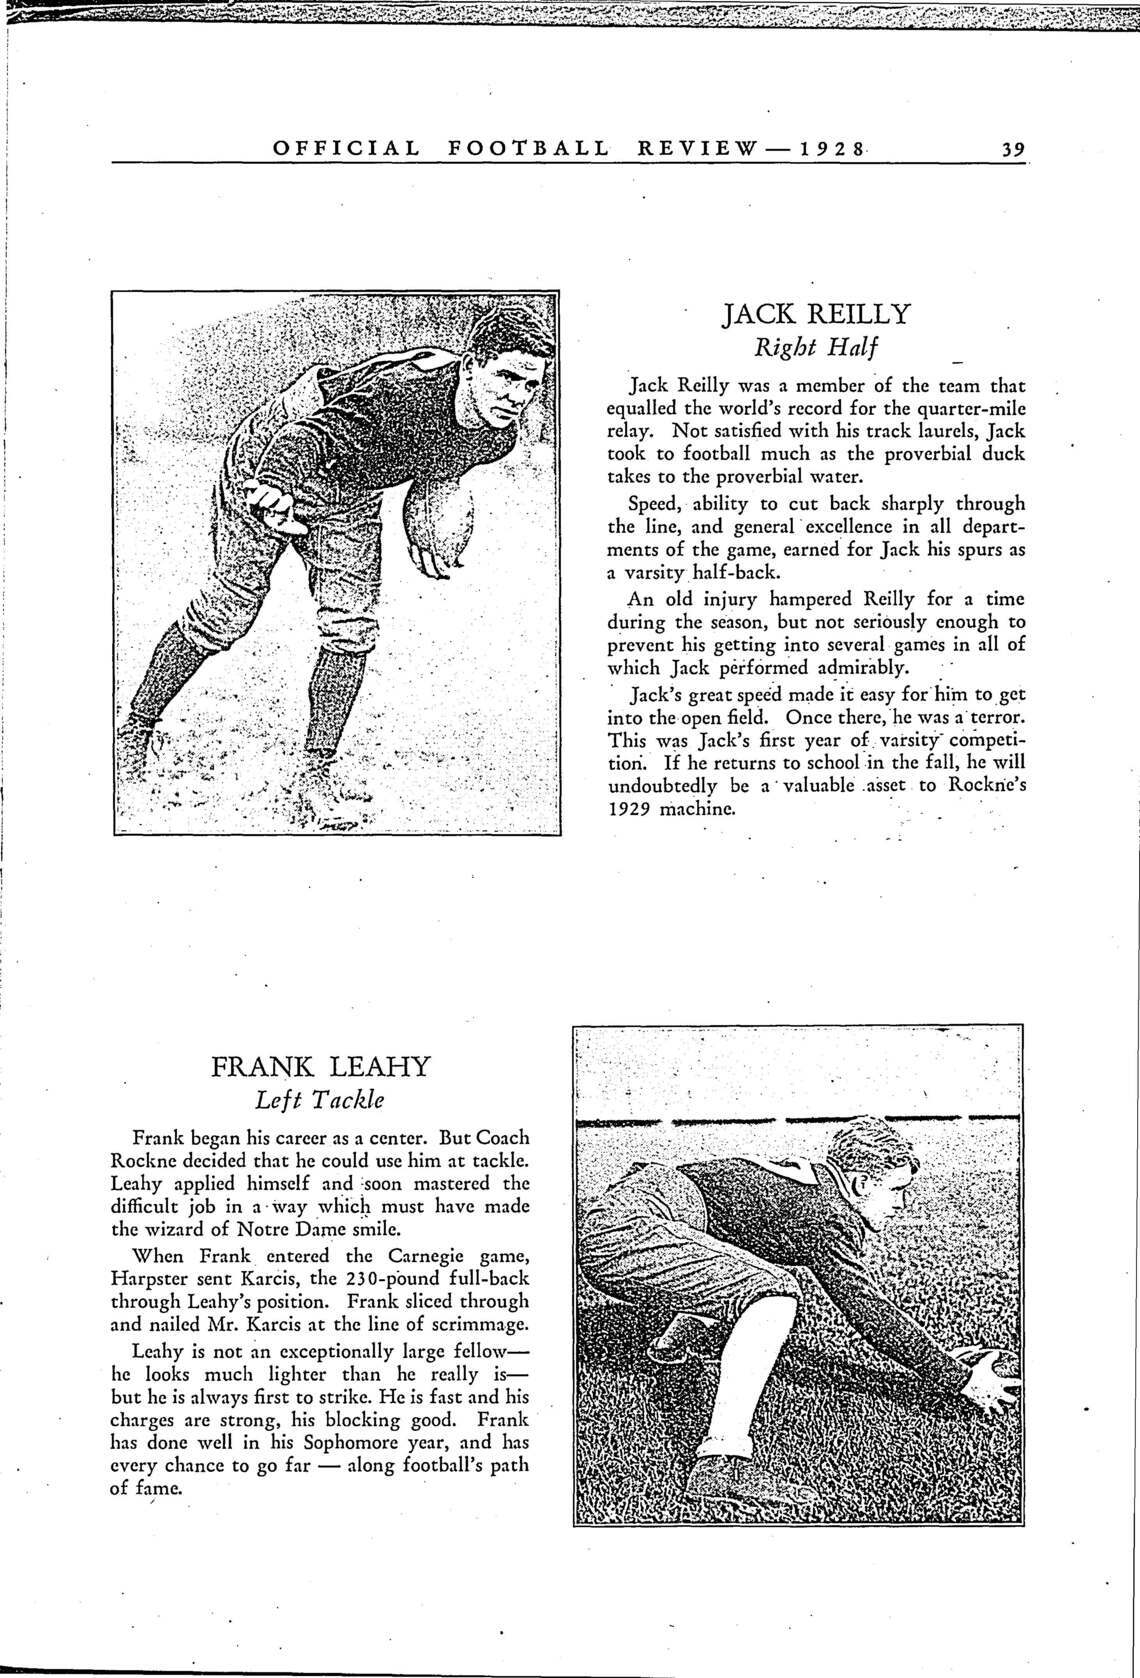 OFFICIAL FOOTBALL REVIEW—1928 39
JACK REILLY
Right Half
Jack Reilly was a member of the team that
equalled the world's record for the quarter-mile
relay. Not satisfied with his track laurels, Jack
took to football much as the proverbial duck
takes to the proverbial water.
Speed, ability to cut back sharply through
the line, and general excellence in all depart-
ments of the game, earned for Jack his spurs as
a varsity half-back.
An old injury hampered Reilly for a time
during the season, but not seriously enough to
prevent his getting into several games in all of
which Jack performed admirably.
Jack's great speed made it easy for him to get
into the open field. Once there, he was a terror.
This was Jack's first year of varsity competi-
tion. If he returns to school in the fall, he will
undoubtedly be a valuable asset to Rockne's
1929 machine.
FRANK LEAHY
Left Tackle
Frank began his career as a center. But Coach
Rockne decided that he could use him at tackle.
Leahy applied himself and soon mastered the
difficult job in a way which must have made
the wizard of Notre Dame smile.
When Frank entered the Carnegie game,
Harpster sent Karcis, the 230-pound full-back
through Leahy's position. Frank sliced through
and nailed Mr. Karcis at the line of scrimmage.
Leahy is not an exceptionally large fellow—
he looks much lighter than he really is—
but he is always first to strike. He is fast and his
charges are strong, his blocking good. Frank
has done well in his Sophomore year, and has
every chance to go far — along football's path
of fame.